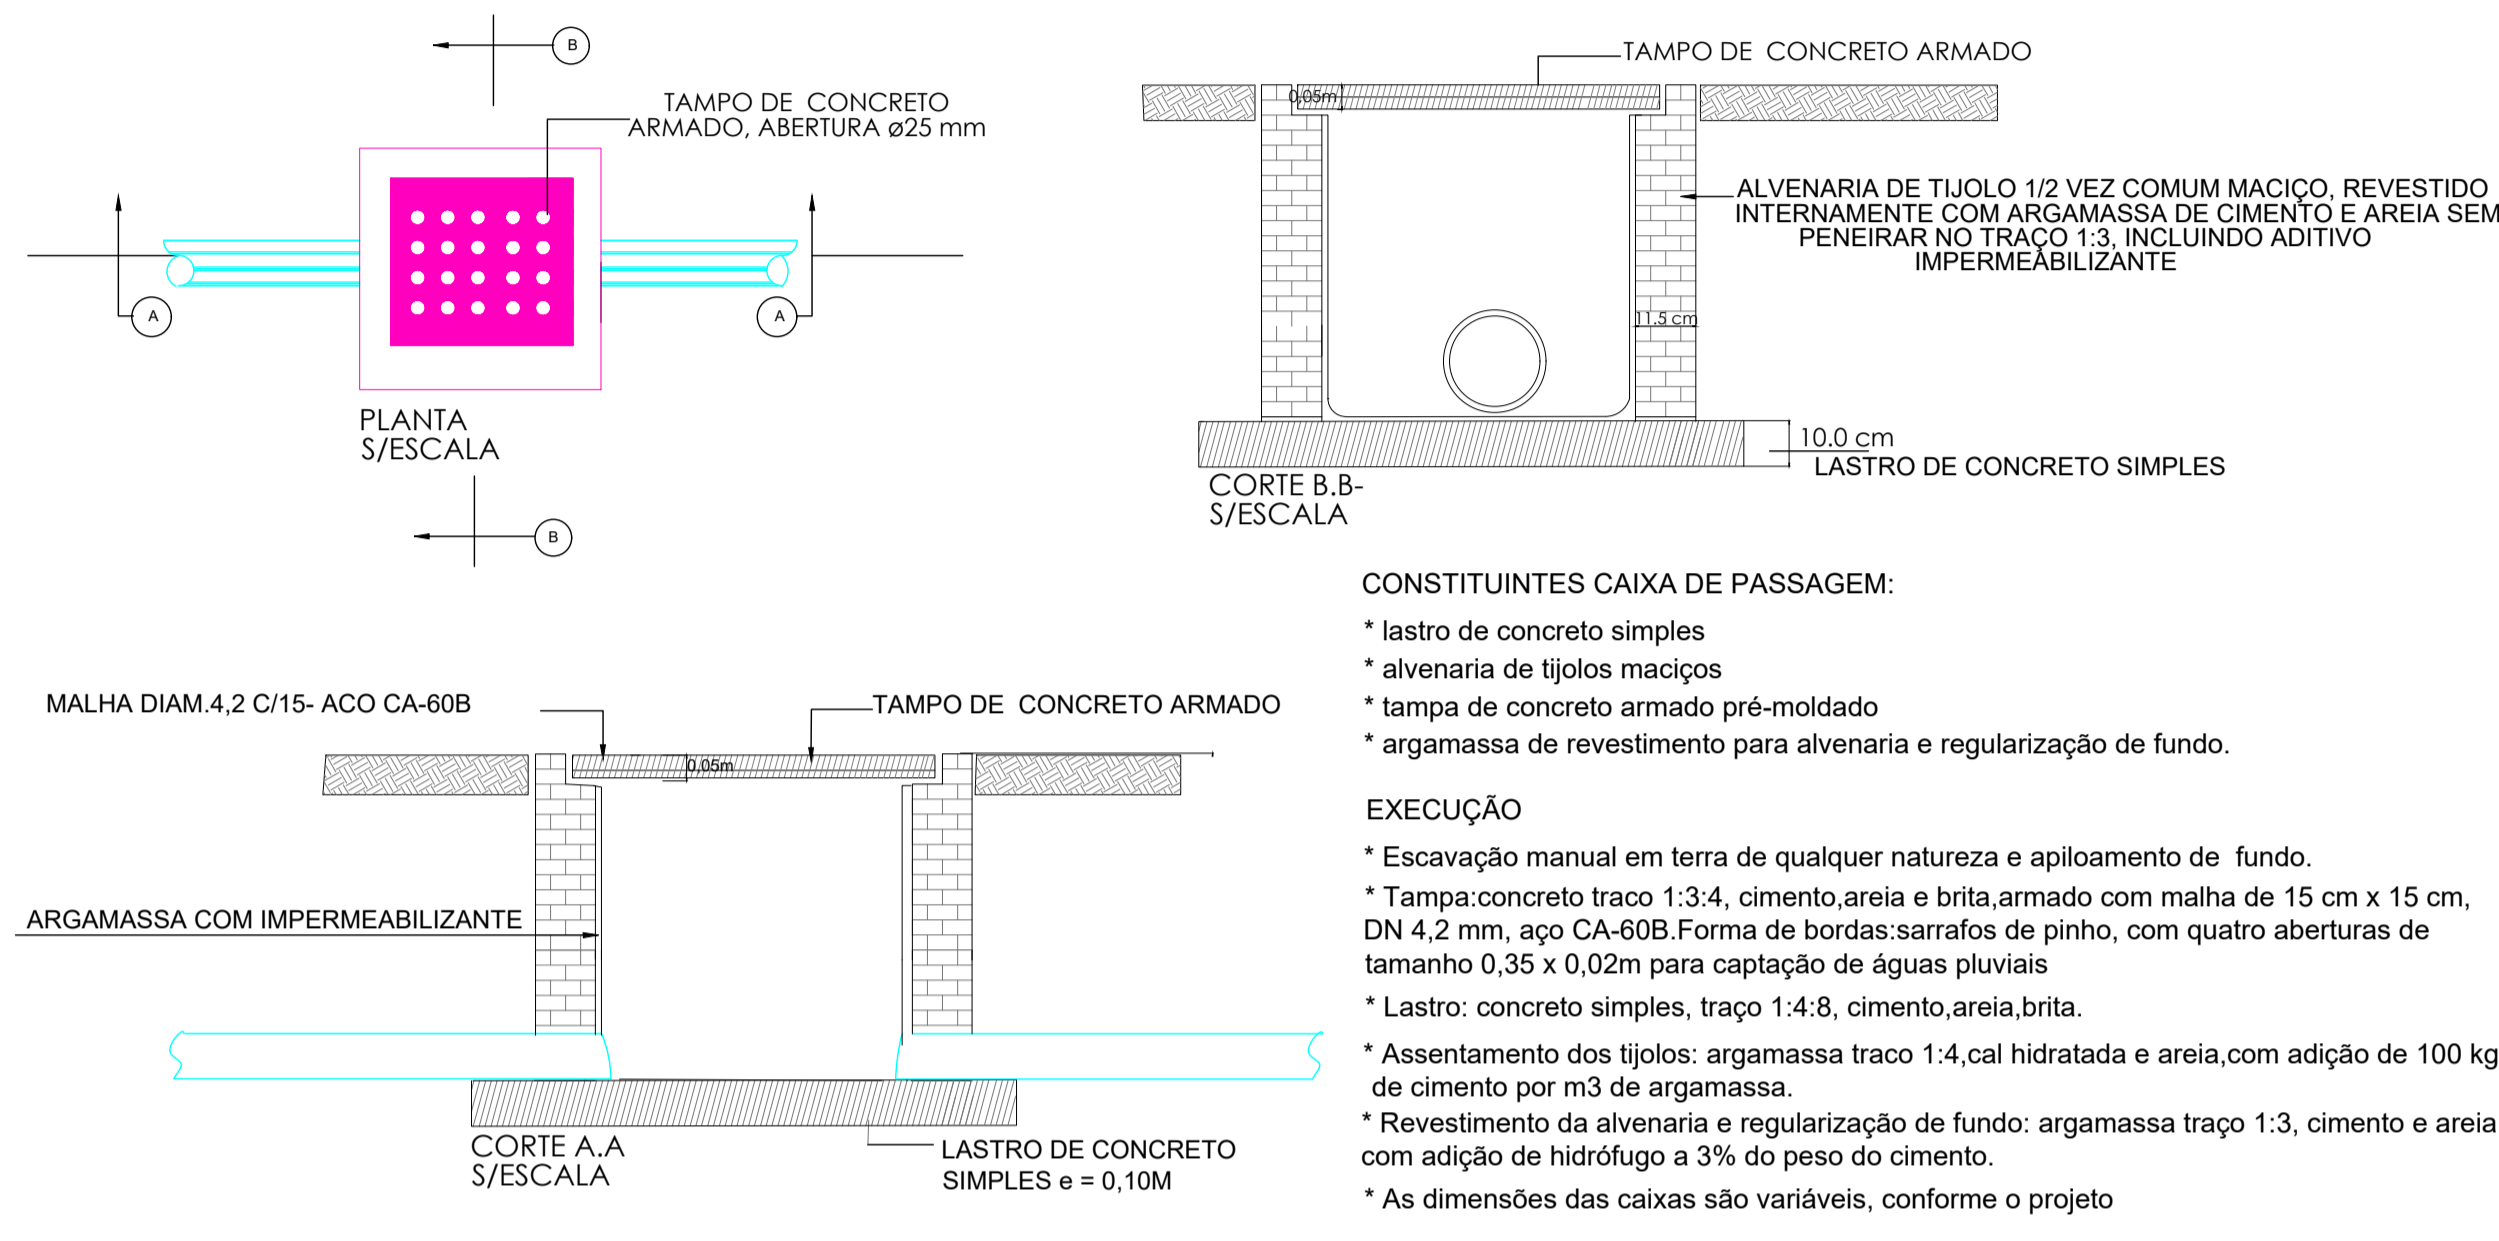 B
TAMPO DE CONCRETO
ARMADO, ABERTURA ø25 mm
A
A
PLANTA
S/ESCALA
B
TAMPO DE CONCRETO ARMADO
0,05m
ALVENARIA DE TIJOLO 1/2 VEZ COMUM MACIÇO, REVESTIDO
INTERNAMENTE COM ARGAMASSA DE CIMENTO E AREIA SEM
PENEIRAR NO TRAÇO 1:3, INCLUINDO ADITIVO
IMPERMEABILIZANTE
11.5 cm
10.0 cm
LASTRO DE CONCRETO SIMPLES
CORTE B.B-
S/ESCALA
MALHA DIAM.4,2 C/15- ACO CA-60B
TAMPO DE CONCRETO ARMADO
0,05m
ARGAMASSA COM IMPERMEABILIZANTE
CORTE A.A
S/ESCALA
LASTRO DE CONCRETO
SIMPLES e = 0,10M
CONSTITUINTES CAIXA DE PASSAGEM:
* lastro de concreto simples
* alvenaria de tijolos maciços
* tampa de concreto armado pré-moldado
* argamassa de revestimento para alvenaria e regularização de fundo.
EXECUÇÃO
* Escavação manual em terra de qualquer natureza e apiloamento de fundo.
* Tampa:concreto traco 1:3:4, cimento,areia e brita,armado com malha de 15 cm x 15 cm,
DN 4,2 mm, aço CA-60B.Forma de bordas:sarrafos de pinho, com quatro aberturas de
tamanho 0,35 x 0,02m para captação de águas pluviais
* Lastro: concreto simples, traço 1:4:8, cimento,areia,brita.
* Assentamento dos tijolos: argamassa traco 1:4,cal hidratada e areia,com adição de 100 kg
de cimento por m3 de argamassa.
* Revestimento da alvenaria e regularização de fundo: argamassa traço 1:3, cimento e areia
com adição de hidrófugo a 3% do peso do cimento.
* As dimensões das caixas são variáveis, conforme o projeto